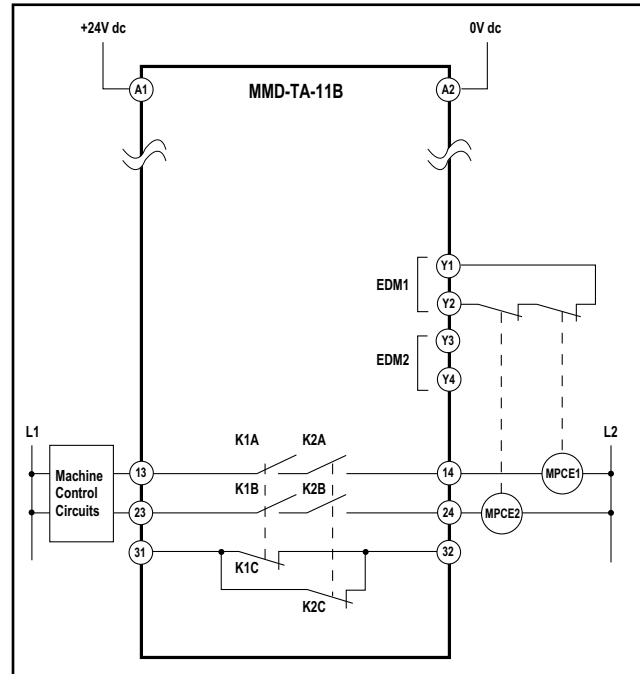 +24V dc
0V dc
A1
MMD-TA-11B
A2
Y1
EDM1
Y2
Y3
EDM2
Y4
L1
K1A
K2A
L2
Machine
Control
Circuits
13
14
MPCE1
K1B
K2B
23
24
MPCE2
31
32
K1C
K2C